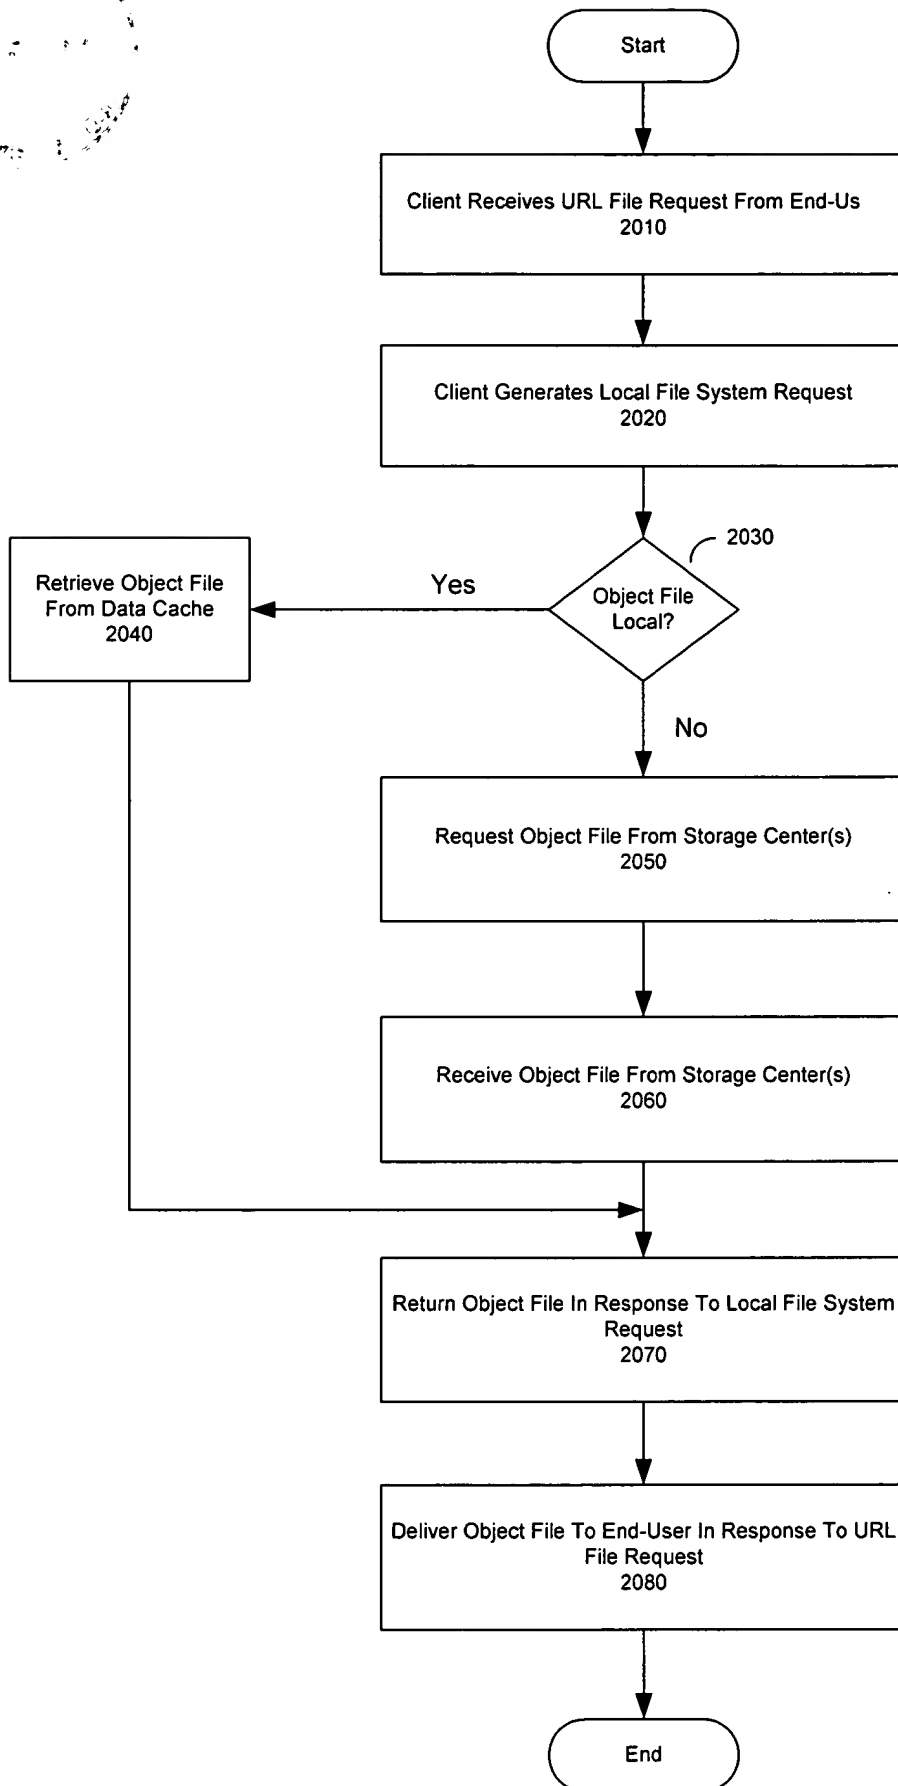 Start
Client Receives URL File Request From End-Us
2010
Client Generates Local File System Request
2020
2030
Object File
Local?
Yes
Retrieve Object File
From Data Cache
2040
No
Request Object File From Storage Center(s)
2050
Receive Object File From Storage Center(s)
2060
Return Object File In Response To Local File System
Request
2070
Deliver Object File To End-User In Response To URL
File Request
2080
End